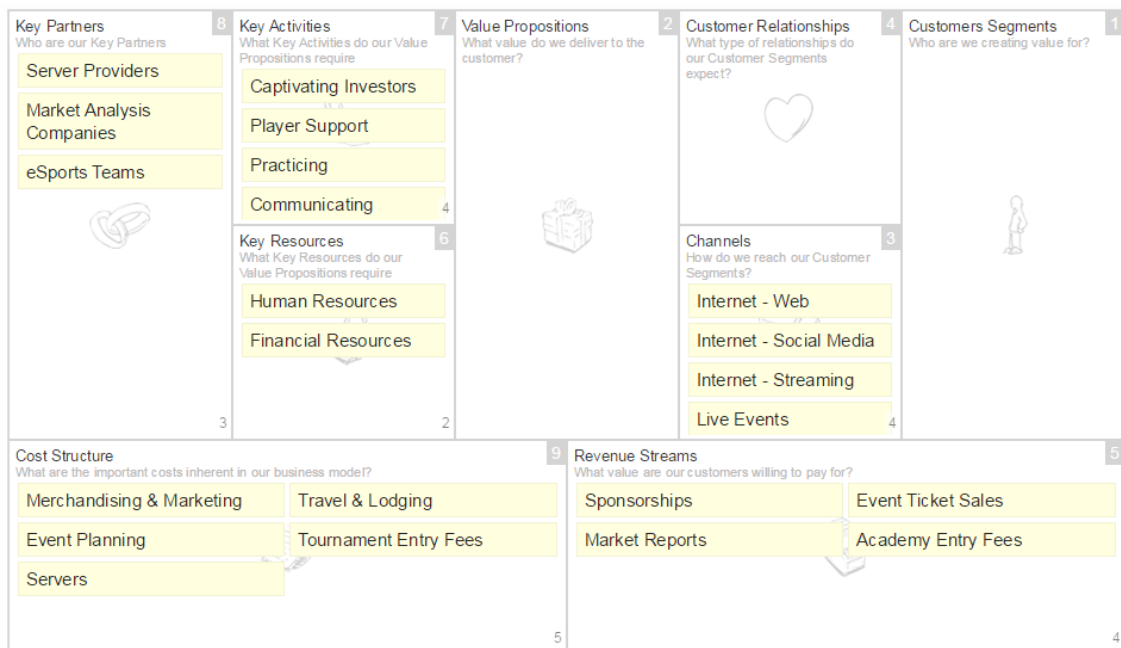 Key Partners
8
Who are our Key Partners
Server Providers
Market Analysis
Companies
eSports Teams
3
Key Activities
7
What Key Activities do our Value
Propositions require
Captivating Investors
Player Support
Practicing
Communicating
4
Key Resources
6
What Key Resources do our
Value Propositions require
Human Resources
Financial Resources
2
Value Propositions
2
What value do we deliver to the
customer?
Customer Relationships
4
What type of relationships do
our Customer Segments
expect?
Channels
3
How do we reach our Customer
Segments?
Internet - Web
Internet - Social Media
Internet - Streaming
Live Events
4
Customers Segments
1
Who are we creating value for?
Cost Structure
9
What are the important costs inherent in our business model?
Merchandising & Marketing
Travel & Lodging
Event Planning
Tournament Entry Fees
Servers
5
Revenue Streams
5
What value are our customers willing to pay for?
Sponsorships
Event Ticket Sales
Market Reports
Academy Entry Fees
4